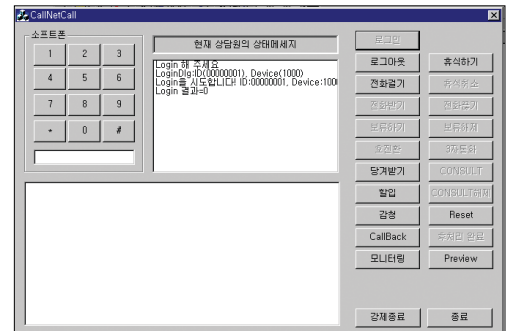 CallNetCall
소프트폰
1 2 3
4 5 6
7 8 9
* 0 #
현재 상담원의 상태메세지
Login 해 주세요
LoginDlg:ID(00000001), Device(1000)
Login을 시도합니다! ID:00000001, Device:100
Login 결과=0
로그인
로그아웃 휴식하기
전화걸기 휴식취소
전화받기 전화끊기
보류하기 보류해제
호전환 3자통화
당겨받기 CONSULT
할입 CONSULT해제
감청 Reset
CallBack 후처리 완료
모니터링 Preview
강제종료 종료